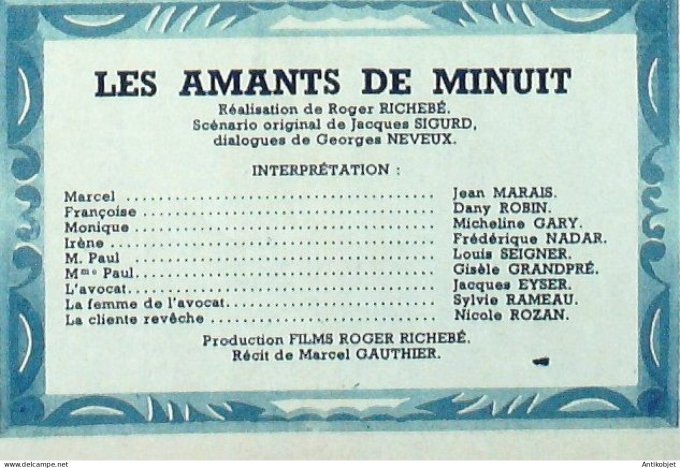 LES AMANTS DE MINUIT
Réalisation de Roger RICHEBÉ.
Scénario original de Jacques SIGURD,
dialogues de Georges NEVEUX.
INTERPRÉTATION :
Marcel ........................................ Jean MARAIS.
Françoise ..................................... Dany ROBIN.
Monique ....................................... Micheline GARY.
Irène ......................................... Frédérique NADAR.
M. Paul ....................................... Louis SEIGNER.
Mme Paul....................................... Gisèle GRANDPRÉ.
L'avocat....................................... Jacques EYSER.
La femme de l'avocat........................... Sylvie RAMEAU.
La cliente revêche ............................ Nicole ROZAN.
Production FILMS ROGER RICHEBÉ.
Récit de Marcel GAUTHIER.
www.delcampe.net
Antikobjet